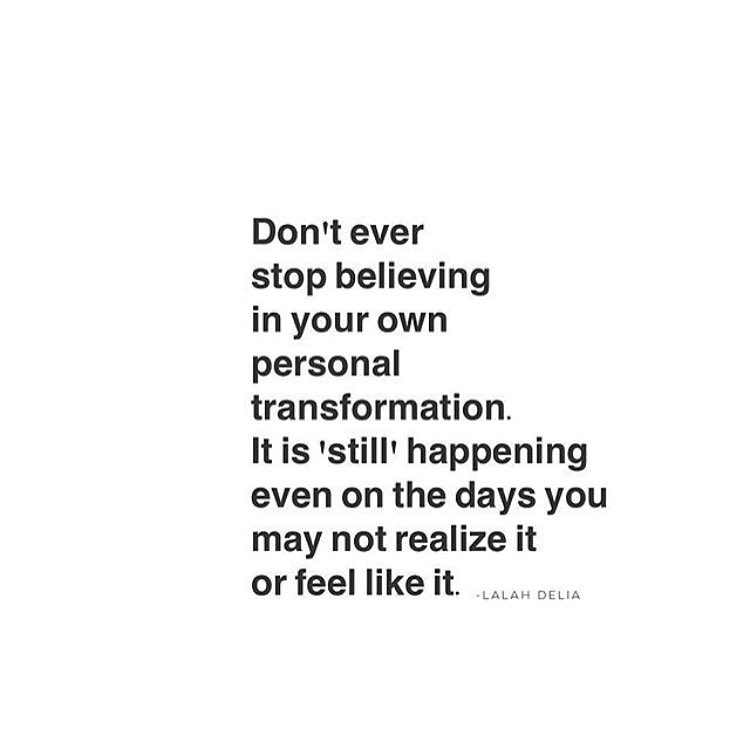 Don't ever
stop believing
in your own
personal
transformation.
It is 'still' happening
even on the days you
may not realize it
or feel like it. -LALAH DELIA